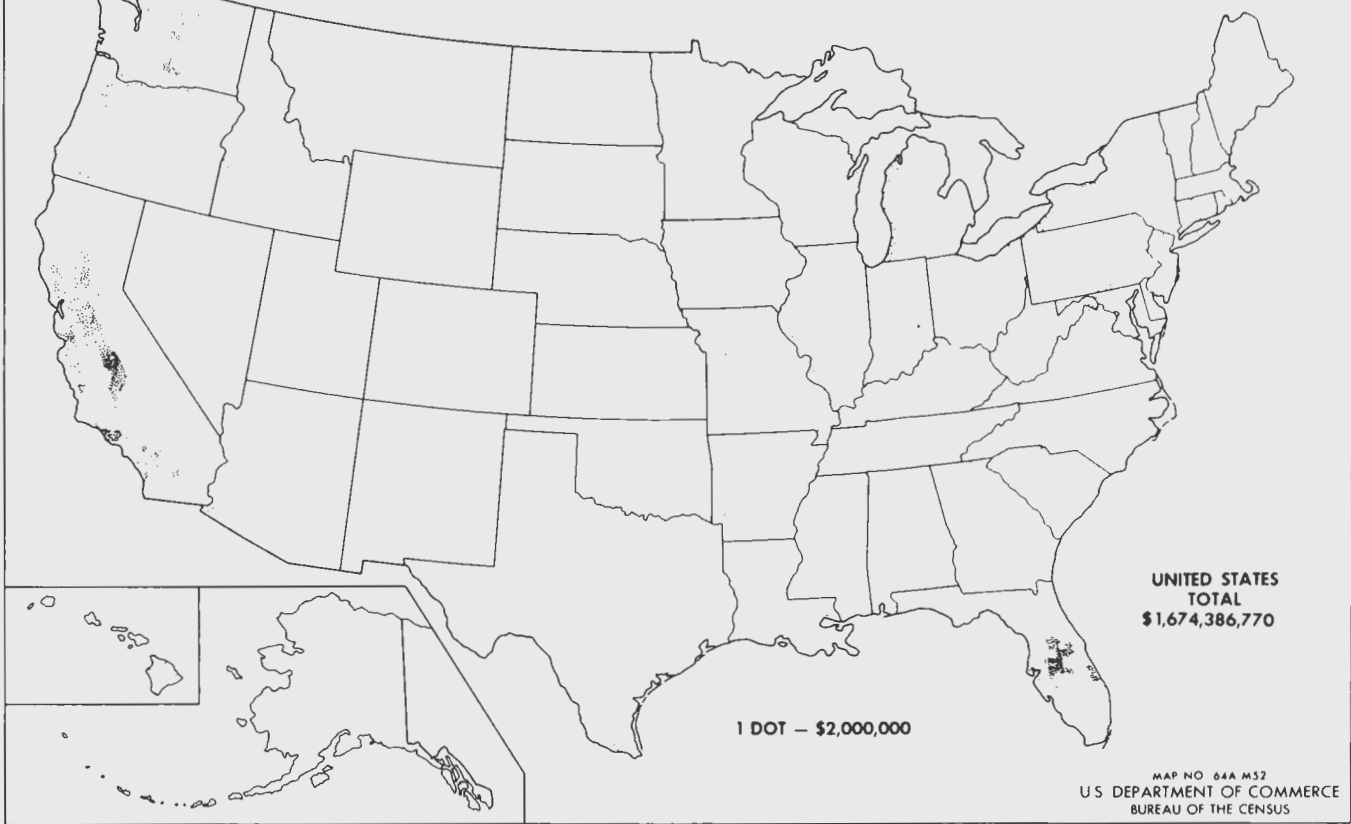 UNITED STATES
TOTAL
$1,674,386,770
1 DOT — $2,000,000
MAP NO 64A M52
U S DEPARTMENT OF COMMERCE
BUREAU OF THE CENSUS